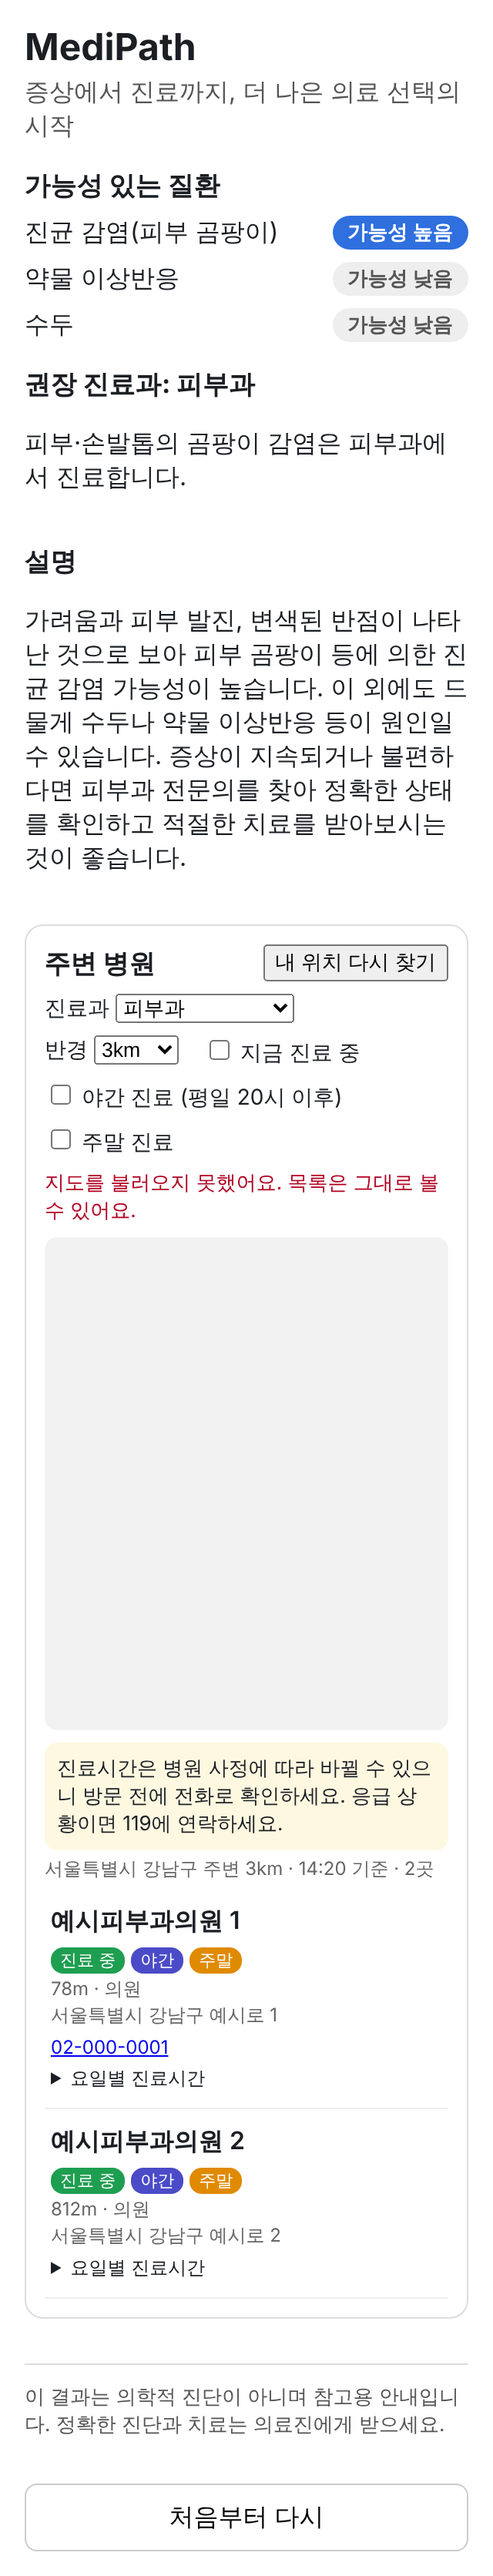 MediPath
증상에서 진료까지, 더 나은 의료 선택의
시작
가능성 있는 질환
진균 감염(피부 곰팡이) 가능성 높음
약물 이상반응 가능성 낮음
수두 가능성 낮음
권장 진료과: 피부과
피부·손발톱의 곰팡이 감염은 피부과에
서 진료합니다.
설명
가려움과 피부 발진, 변색된 반점이 나타
난 것으로 보아 피부 곰팡이 등에 의한 진
균 감염 가능성이 높습니다. 이 외에도 드
물게 수두나 약물 이상반응 등이 원인일
수 있습니다. 증상이 지속되거나 불편하
다면 피부과 전문의를 찾아 정확한 상태
를 확인하고 적절한 치료를 받아보시는
것이 좋습니다.
주변 병원 내 위치 다시 찾기
진료과 피부과
반경 3km 지금 진료 중
야간 진료 (평일 20시 이후)
주말 진료
지도를 불러오지 못했어요. 목록은 그대로 볼
수 있어요.
진료시간은 병원 사정에 따라 바뀔 수 있으
니 방문 전에 전화로 확인하세요. 응급 상
황이면 119에 연락하세요.
서울특별시 강남구 주변 3km · 14:20 기준 · 2곳
예시피부과의원 1
진료 중 야간 주말
78m · 의원
서울특별시 강남구 예시로 1
02-000-0001
▶ 요일별 진료시간
예시피부과의원 2
진료 중 야간 주말
812m · 의원
서울특별시 강남구 예시로 2
▶ 요일별 진료시간
이 결과는 의학적 진단이 아니며 참고용 안내입니
다. 정확한 진단과 치료는 의료진에게 받으세요.
처음부터 다시